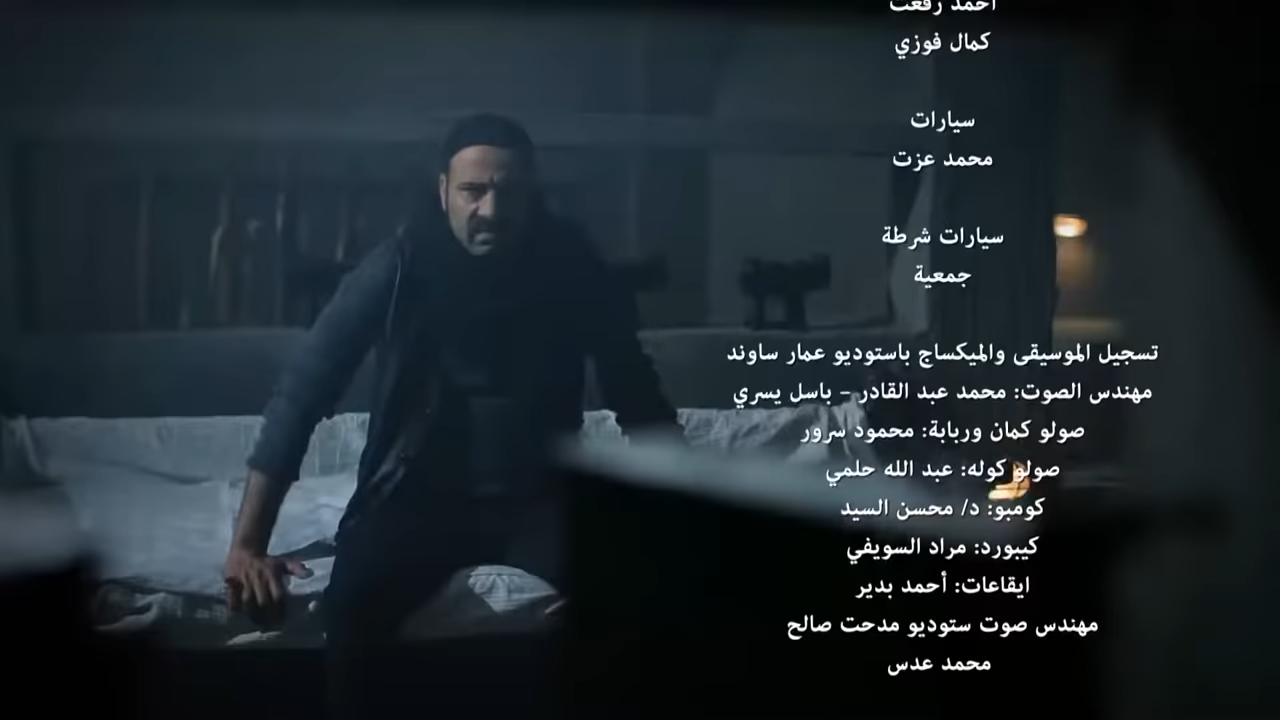 أحمد رفعت
كمال فوزي
سيارات
محمد عزت
سيارات شرطة
جمعية
تسجيل الموسيقى والميكساج باستوديو عمار ساوند
مهندس الصوت: محمد عبد القادر - باسل يسري
صولو كمان وربابة: محمود سرور
صولو كوله: عبد الله حلمي
كومبو: د/ محسن السيد
كيبورد: مراد السويفي
ايقاعات: أحمد بدير
مهندس صوت ستوديو مدحت صالح
محمد عدس